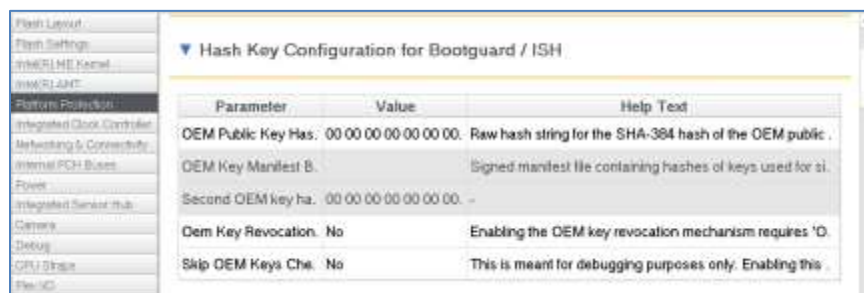 Flash Layout
Flash Settings
Intel(R) ME Kernel
Intel(R) AMT
Platform Protection
Integrated Clock Controller
Networking & Connectivity
Internal PCH Buses
Power
Integrated Sensor Hub
Camera
Debug
CPU Straps
Flex I/O
▼ Hash Key Configuration for Bootguard / ISH
Parameter Value Help Text
OEM Public Key Has. 00 00 00 00 00 00 00. Raw hash string for the SHA-384 hash of the OEM public .
OEM Key Manifest B. Signed manifest file containing hashes of keys used for si.
Second OEM key ha. 00 00 00 00 00 00 00. -
Oem Key Revocation. No Enabling the OEM key revocation mechanism requires 'O.
Skip OEM Keys Che. No This is meant for debugging purposes only. Enabling this .